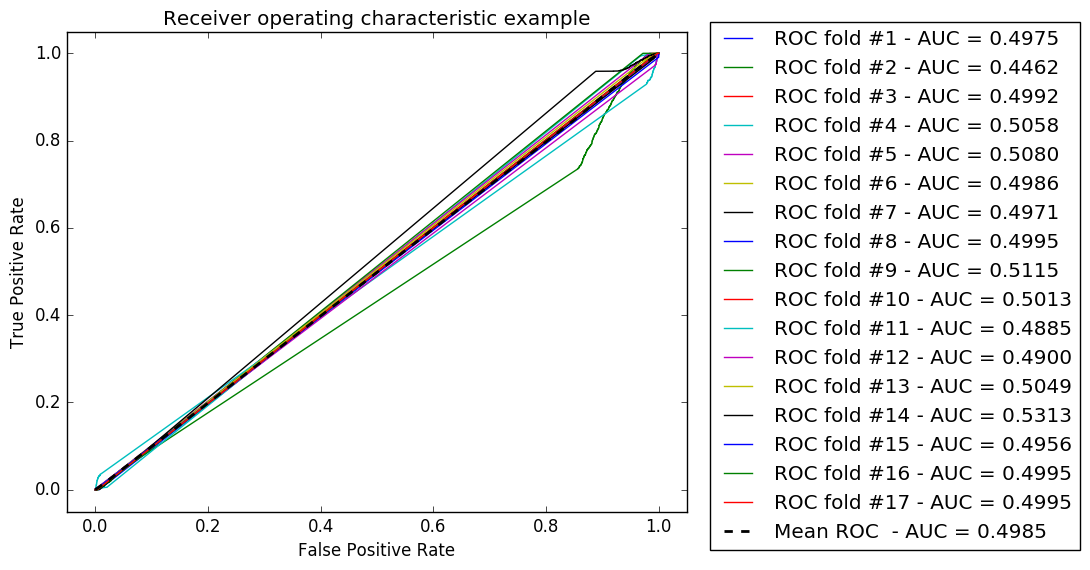 Receiver operating characteristic example
True Positive Rate
1.0
0.8
0.6
0.4
0.2
0.0
0.0 0.2 0.4 0.6 0.8 1.0
False Positive Rate
ROC fold #1 - AUC = 0.4975
ROC fold #2 - AUC = 0.4462
ROC fold #3 - AUC = 0.4992
ROC fold #4 - AUC = 0.5058
ROC fold #5 - AUC = 0.5080
ROC fold #6 - AUC = 0.4986
ROC fold #7 - AUC = 0.4971
ROC fold #8 - AUC = 0.4995
ROC fold #9 - AUC = 0.5115
ROC fold #10 - AUC = 0.5013
ROC fold #11 - AUC = 0.4885
ROC fold #12 - AUC = 0.4900
ROC fold #13 - AUC = 0.5049
ROC fold #14 - AUC = 0.5313
ROC fold #15 - AUC = 0.4956
ROC fold #16 - AUC = 0.4995
ROC fold #17 - AUC = 0.4995
Mean ROC  - AUC = 0.4985